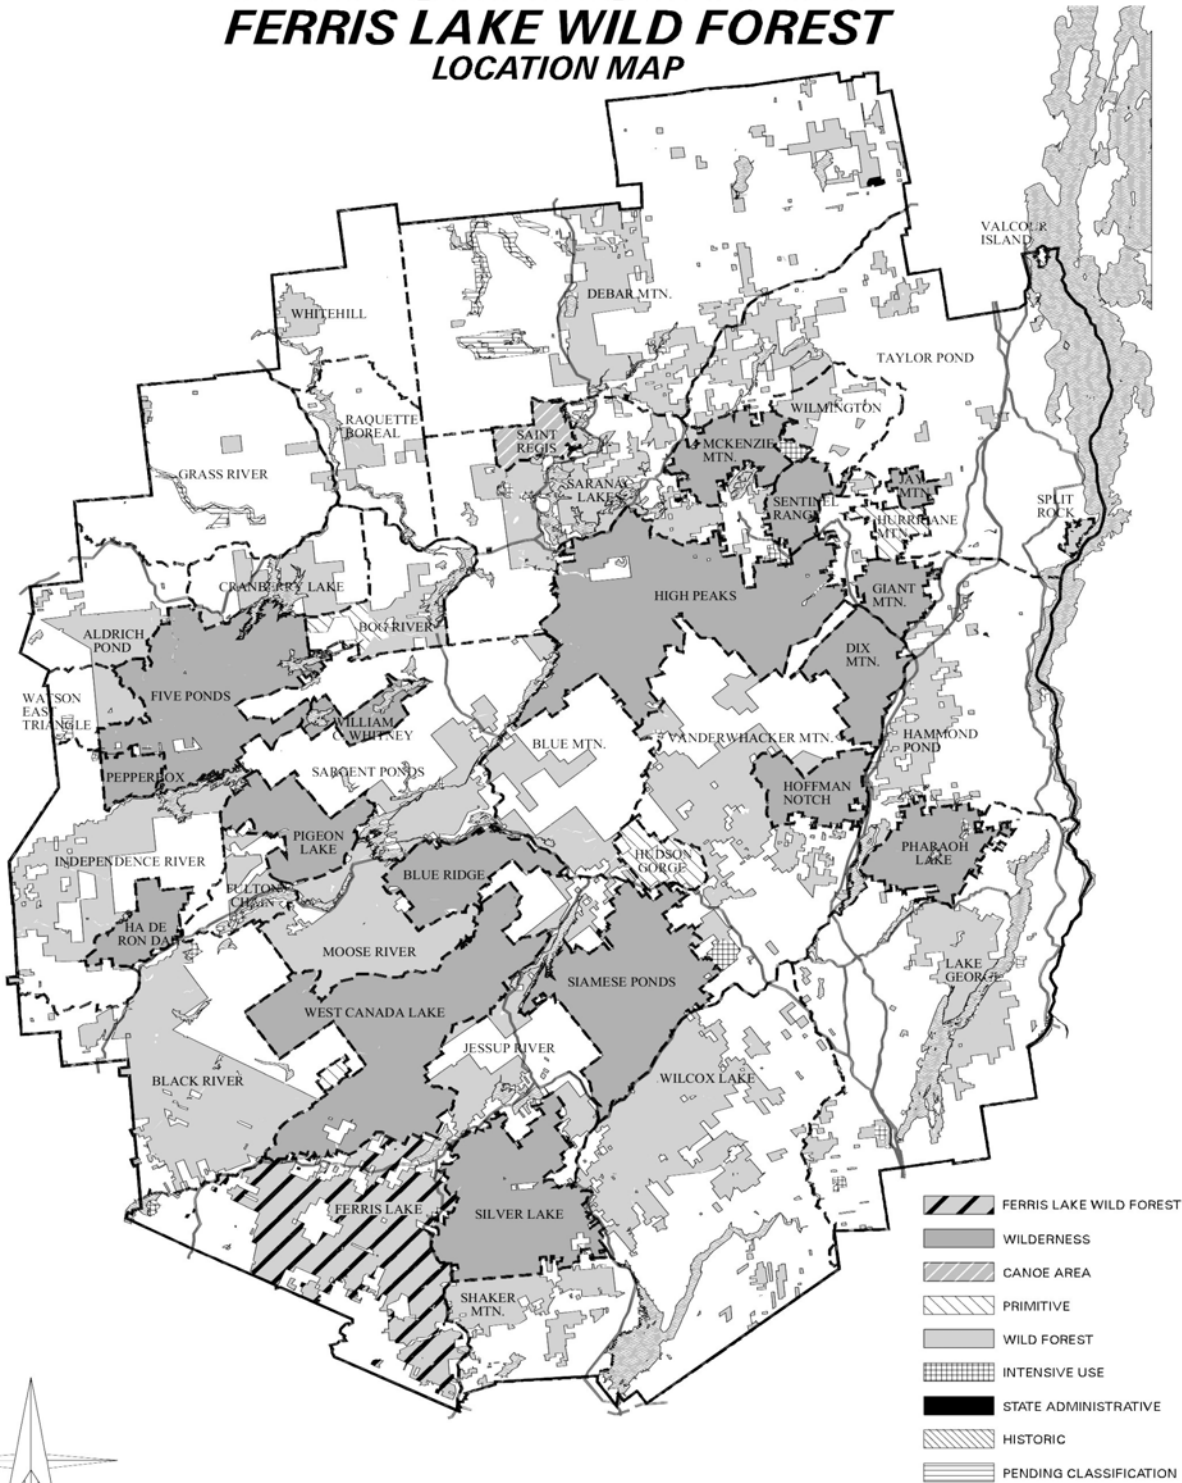 FERRIS LAKE WILD FOREST
LOCATION MAP
VALCOUR
ISLAND
DEBAR MTN.
WHITEHILL
TAYLOR POND
RAQUETTE
BOREAL
WILMINGTON
SAINT
REGIS
MCKENZIE
MTN.
GRASS RIVER
SARANAC
LAKES
JAY
MTN.
SENTINEL
RANGE
SPLIT
ROCK
HURRICANE
MTN.
CRANBERRY LAKE
HIGH PEAKS
GIANT
MTN.
BOG RIVER
ALDRICH
POND
DIX
MTN.
FIVE PONDS
WATSON
EAST
TRIANGLE
WILLIAM
C. WHITNEY
BLUE MTN.
VANDERWHACKER MTN.
HAMMOND
POND
SARGENT PONDS
PEPPERBOX
HOFFMAN
NOTCH
PIGEON
LAKE
PHARAOH
LAKE
INDEPENDENCE RIVER
HUDSON
GORGE
BLUE RIDGE
FULTON
CHAIN
HA DE
RON DAH
MOOSE RIVER
LAKE
GEORGE
SIAMESE PONDS
WEST CANADA LAKE
JESSUP RIVER
BLACK RIVER
WILCOX LAKE
FERRIS LAKE
SILVER LAKE
SHAKER
MTN.
FERRIS LAKE WILD FOREST
WILDERNESS
CANOE AREA
PRIMITIVE
WILD FOREST
INTENSIVE USE
STATE ADMINISTRATIVE
HISTORIC
PENDING CLASSIFICATION